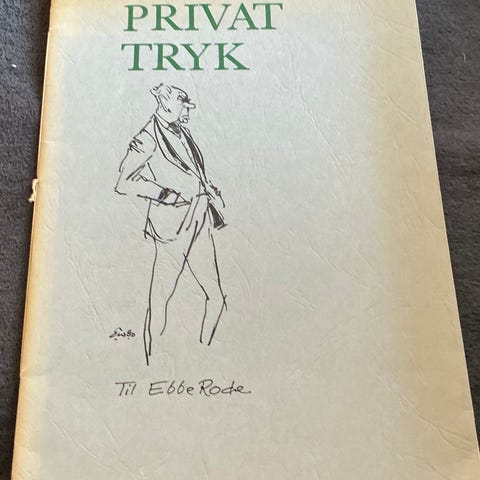 PRIVAT
TRYK
Til Ebbe Rode